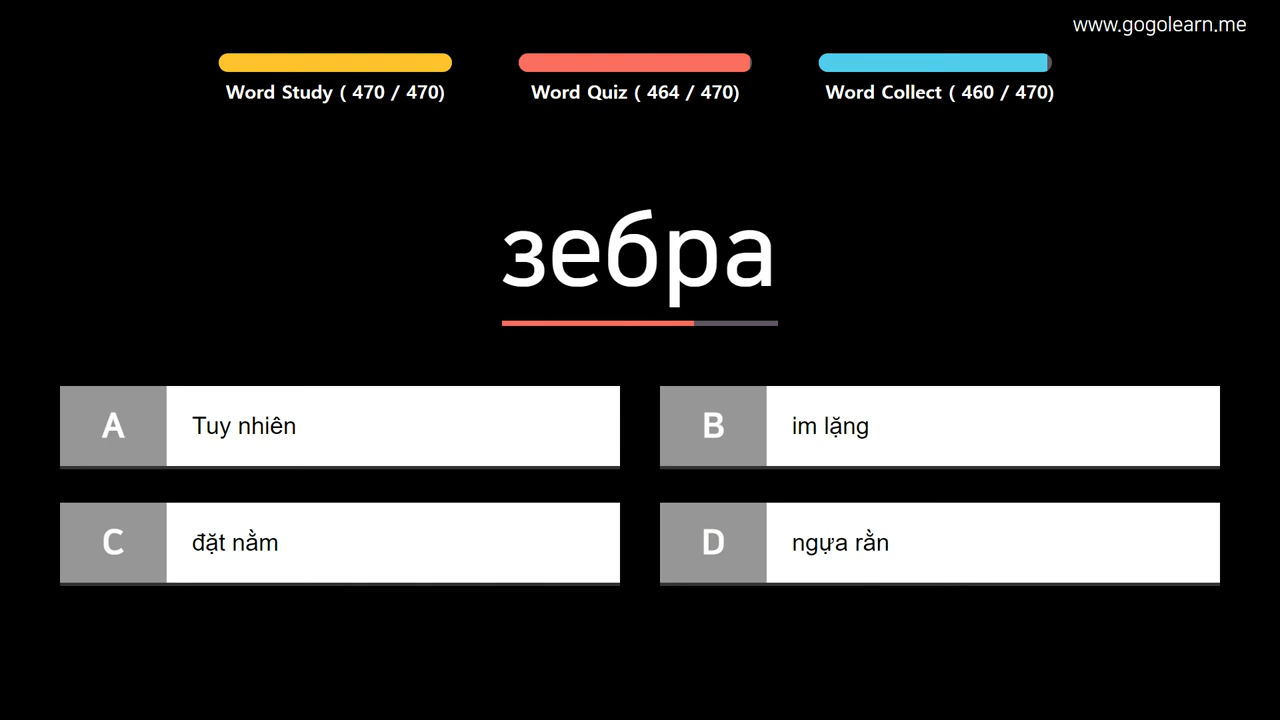 www.gogolearn.me
Word Study ( 470 / 470)
Word Quiz ( 464 / 470)
Word Collect ( 460 / 470)
зебра
A
Tuy nhiên
B
im lặng
C
đặt nằm
D
ngựa rằn